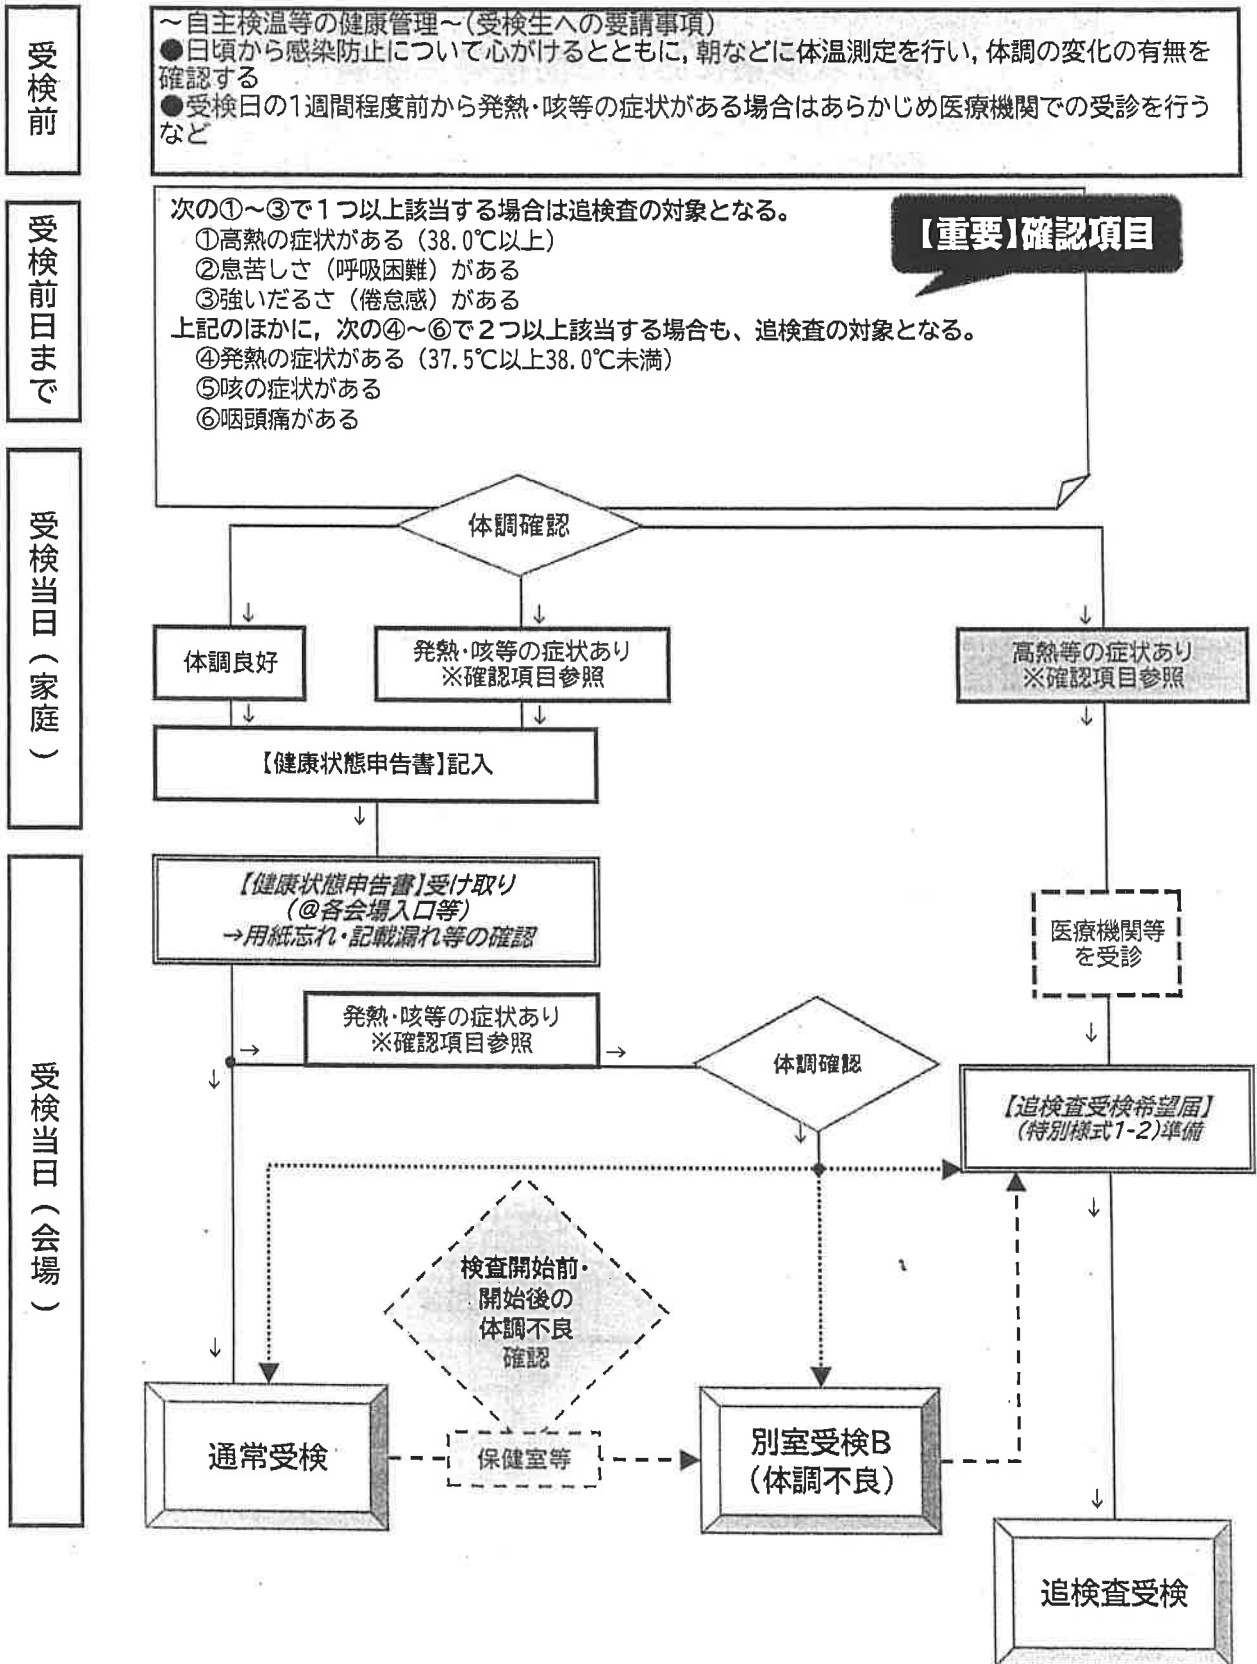 受検前
～自主検温等の健康管理～(受検生への要請事項)
●日頃から感染防止について心がけるとともに,朝などに体温測定を行い,体調の変化の有無を
確認する
●受検日の1週間程度前から発熱・咳等の症状がある場合はあらかじめ医療機関での受診を行う
など
受検前日まで
【重要】確認項目
次の①～③で1つ以上該当する場合は追検査の対象となる。
①高熱の症状がある（38.0℃以上）
②息苦しさ（呼吸困難）がある
③強いだるさ（倦怠感）がある
上記のほかに，次の④～⑥で２つ以上該当する場合も、追検査の対象となる。
④発熱の症状がある（37.5℃以上38.0℃未満）
⑤咳の症状がある
⑥咽頭痛がある
受検当日（家庭）
体調確認
↓
↓
↓
体調良好
発熱・咳等の症状あり
※確認項目参照
高熱等の症状あり
※確認項目参照
↓
↓
↓
【健康状態申告書】記入
↓
受検当日（会場）
【健康状態申告書】受け取り
(@各会場入口等)
→用紙忘れ・記載漏れ等の確認
医療機関等
を受診
発熱・咳等の症状あり
※確認項目参照
→
→
↓
体調確認
↓
↓
【追検査受検希望届】
(特別様式1-2)準備
↓
検査開始前・
開始後の
体調不良
確認
↓
通常受検
保健室等
別室受検B
（体調不良）
↓
追検査受検